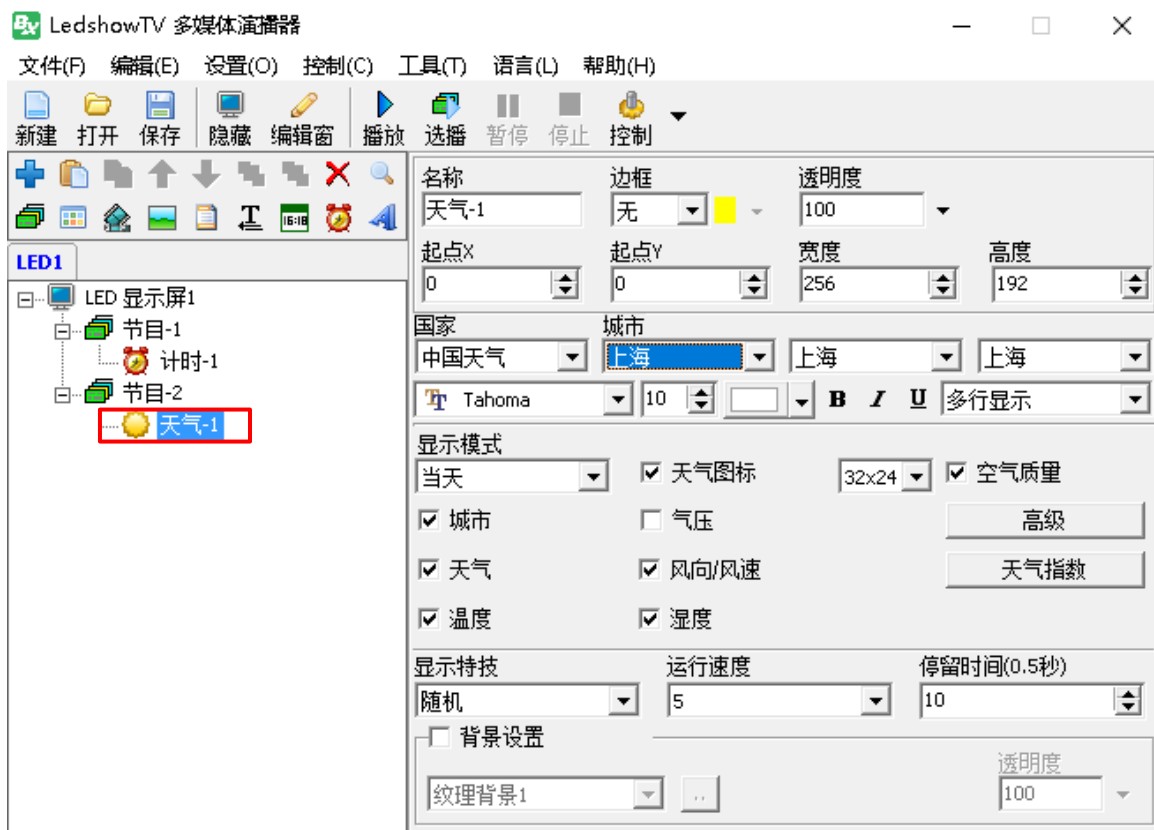 LedshowTV 多媒体演播器
文件(F) 编辑(E) 设置(O) 控制(C) 工具(T) 语言(L) 帮助(H)
新建 打开 保存 隐藏 编辑窗 播放 选播 暂停 停止 控制
LED1
LED 显示屏1
节目-1
计时-1
节目-2
天气-1
名称 边框 透明度
天气-1 无 100
起点X 起点Y 宽度 高度
0 0 256 192
国家 城市
中国天气 上海 上海 上海
Tahoma 10 B I U 多行显示
显示模式
当天 天气图标 32x24 空气质量
城市 气压 高级
天气 风向/风速 天气指数
温度 湿度
显示特技 运行速度 停留时间(0.5秒)
随机 5 10
背景设置
透明度
纹理背景1 .. 100